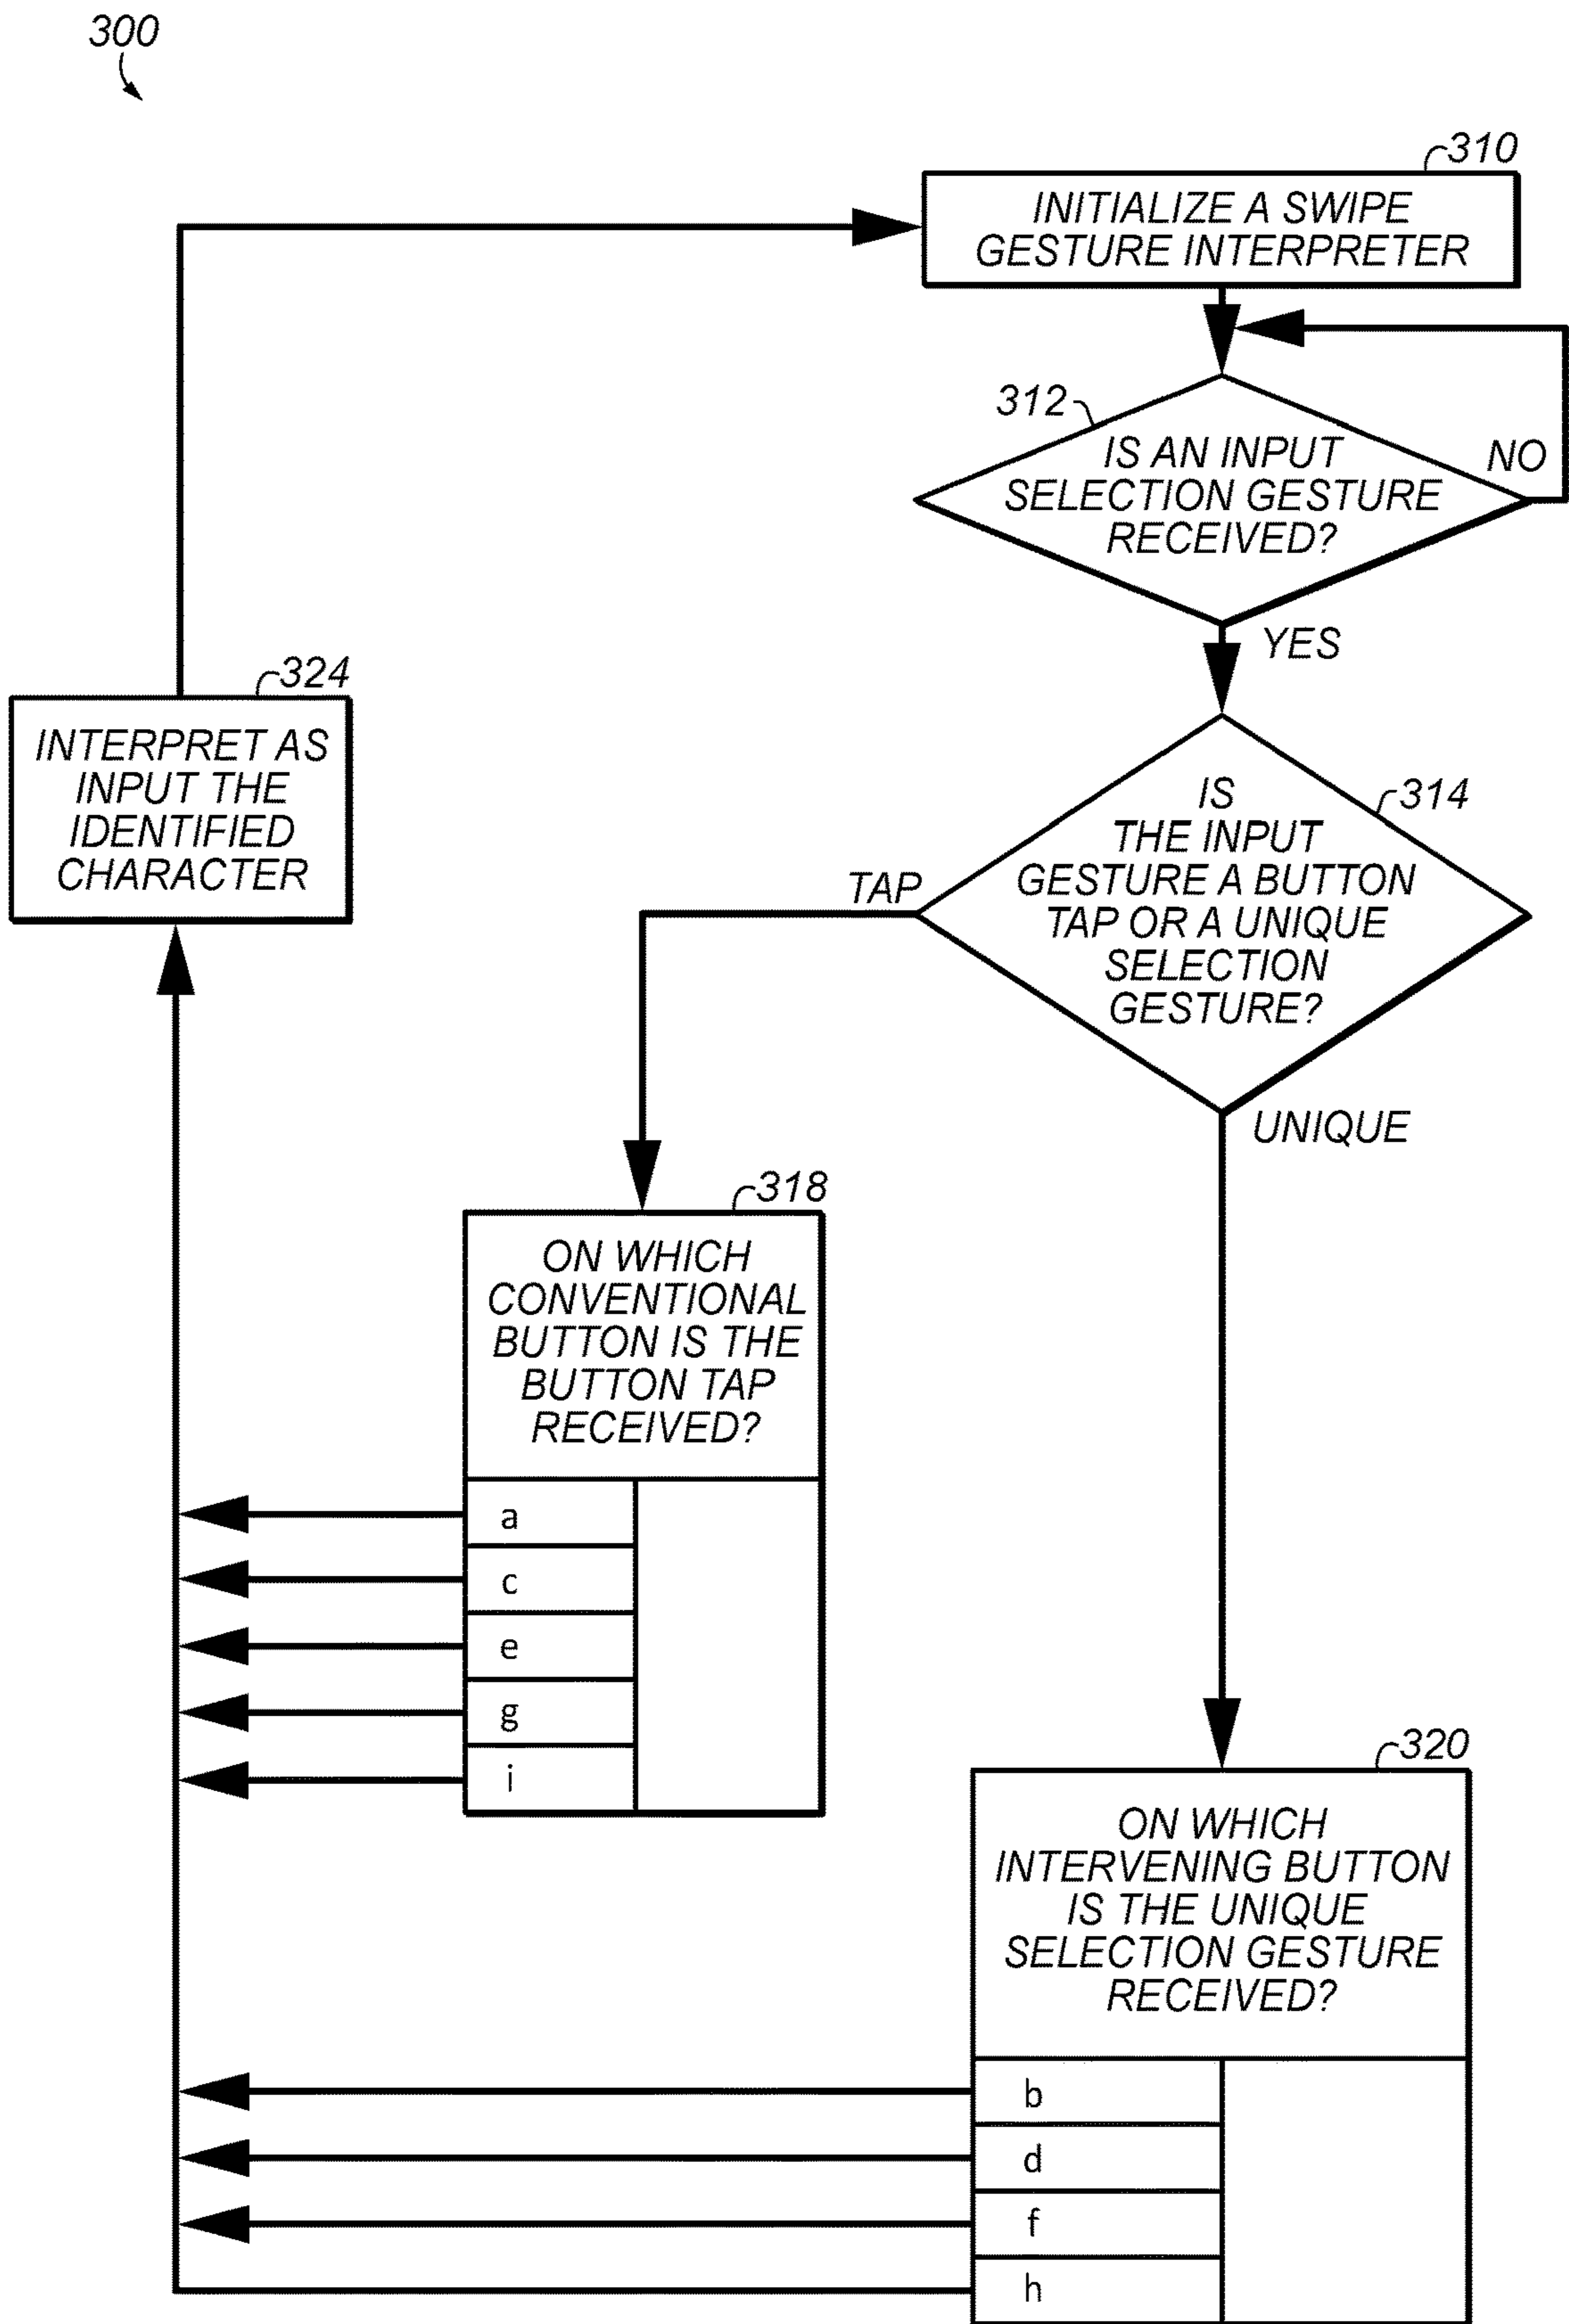 300
310
INITIALIZE A SWIPE
GESTURE INTERPRETER
312
IS AN INPUT
SELECTION GESTURE
RECEIVED?
NO
YES
324
INTERPRET AS
INPUT THE
IDENTIFIED
CHARACTER
314
IS
THE INPUT
GESTURE A BUTTON
TAP OR A UNIQUE
SELECTION
GESTURE?
TAP
UNIQUE
318
ON WHICH
CONVENTIONAL
BUTTON IS THE
BUTTON TAP
RECEIVED?
a
c
e
g
i
320
ON WHICH
INTERVENING BUTTON
IS THE UNIQUE
SELECTION GESTURE
RECEIVED?
b
d
f
h